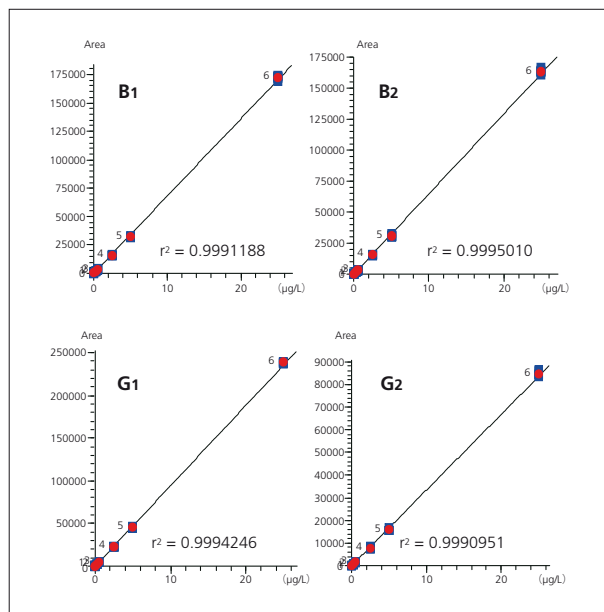 Area
175000
150000
125000
100000
75000
50000
25000
0
B1
6
5
4
r² = 0.9991188
0 10 20 (µg/L)
Area
175000
150000
125000
100000
75000
50000
25000
0
B2
6
5
4
r² = 0.9995010
0 10 20 (µg/L)
Area
250000
200000
150000
100000
50000
0
G1
6
5
4
r² = 0.9994246
0 10 20 (µg/L)
Area
90000
80000
70000
60000
50000
40000
30000
20000
10000
0
G2
6
5
4
r² = 0.9990951
0 10 20 (µg/L)